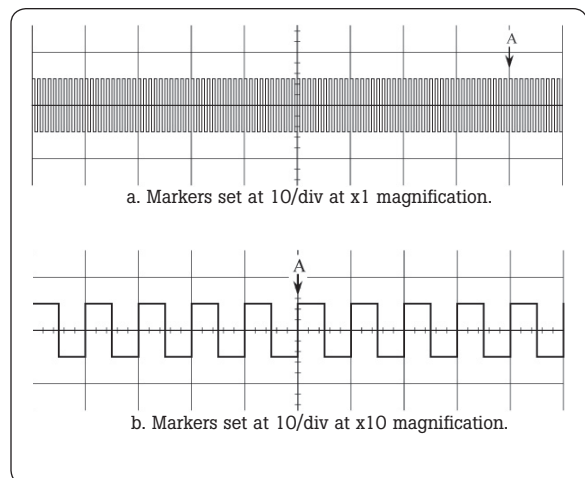 A
a. Markers set at 10/div at x1 magnification.
A
b. Markers set at 10/div at x10 magnification.